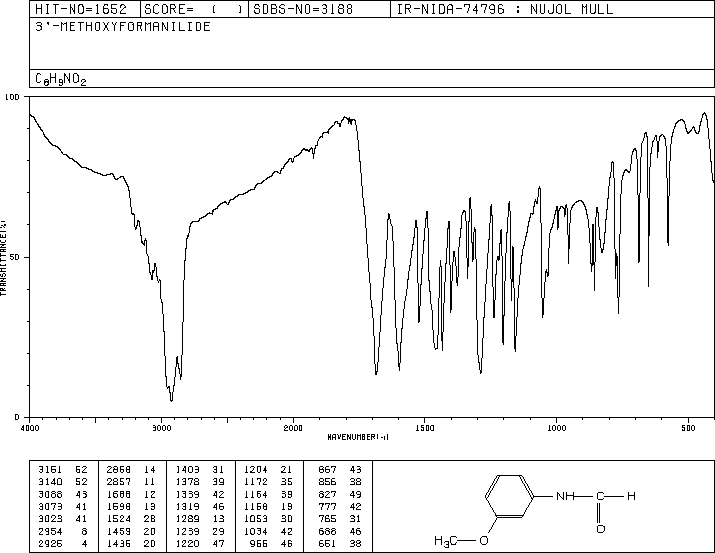 HIT-NO=1652 SCORE= ( ) SDBS-NO=3188 IR-NIDA-74796 : NUJOL MULL
3'-METHOXYFORMANILIDE
C8H9NO2
100
50
0
TRANSMITTANCE(%)
4000 3000 2000 1500 1000 500
WAVENUMBER(-1)
3161 52 2868 14 1403 31 1204 21 867 43
3140 52 2857 11 1378 39 1172 35 856 38
3088 43 1688 12 1339 42 1164 39 827 49
3073 41 1598 13 1319 46 1158 19 777 42
3023 41 1524 28 1289 13 1053 30 765 31
2954 8 1459 20 1239 29 1034 42 688 46
2925 4 1436 20 1220 47 955 46 651 38
NH C H
O
H3C O